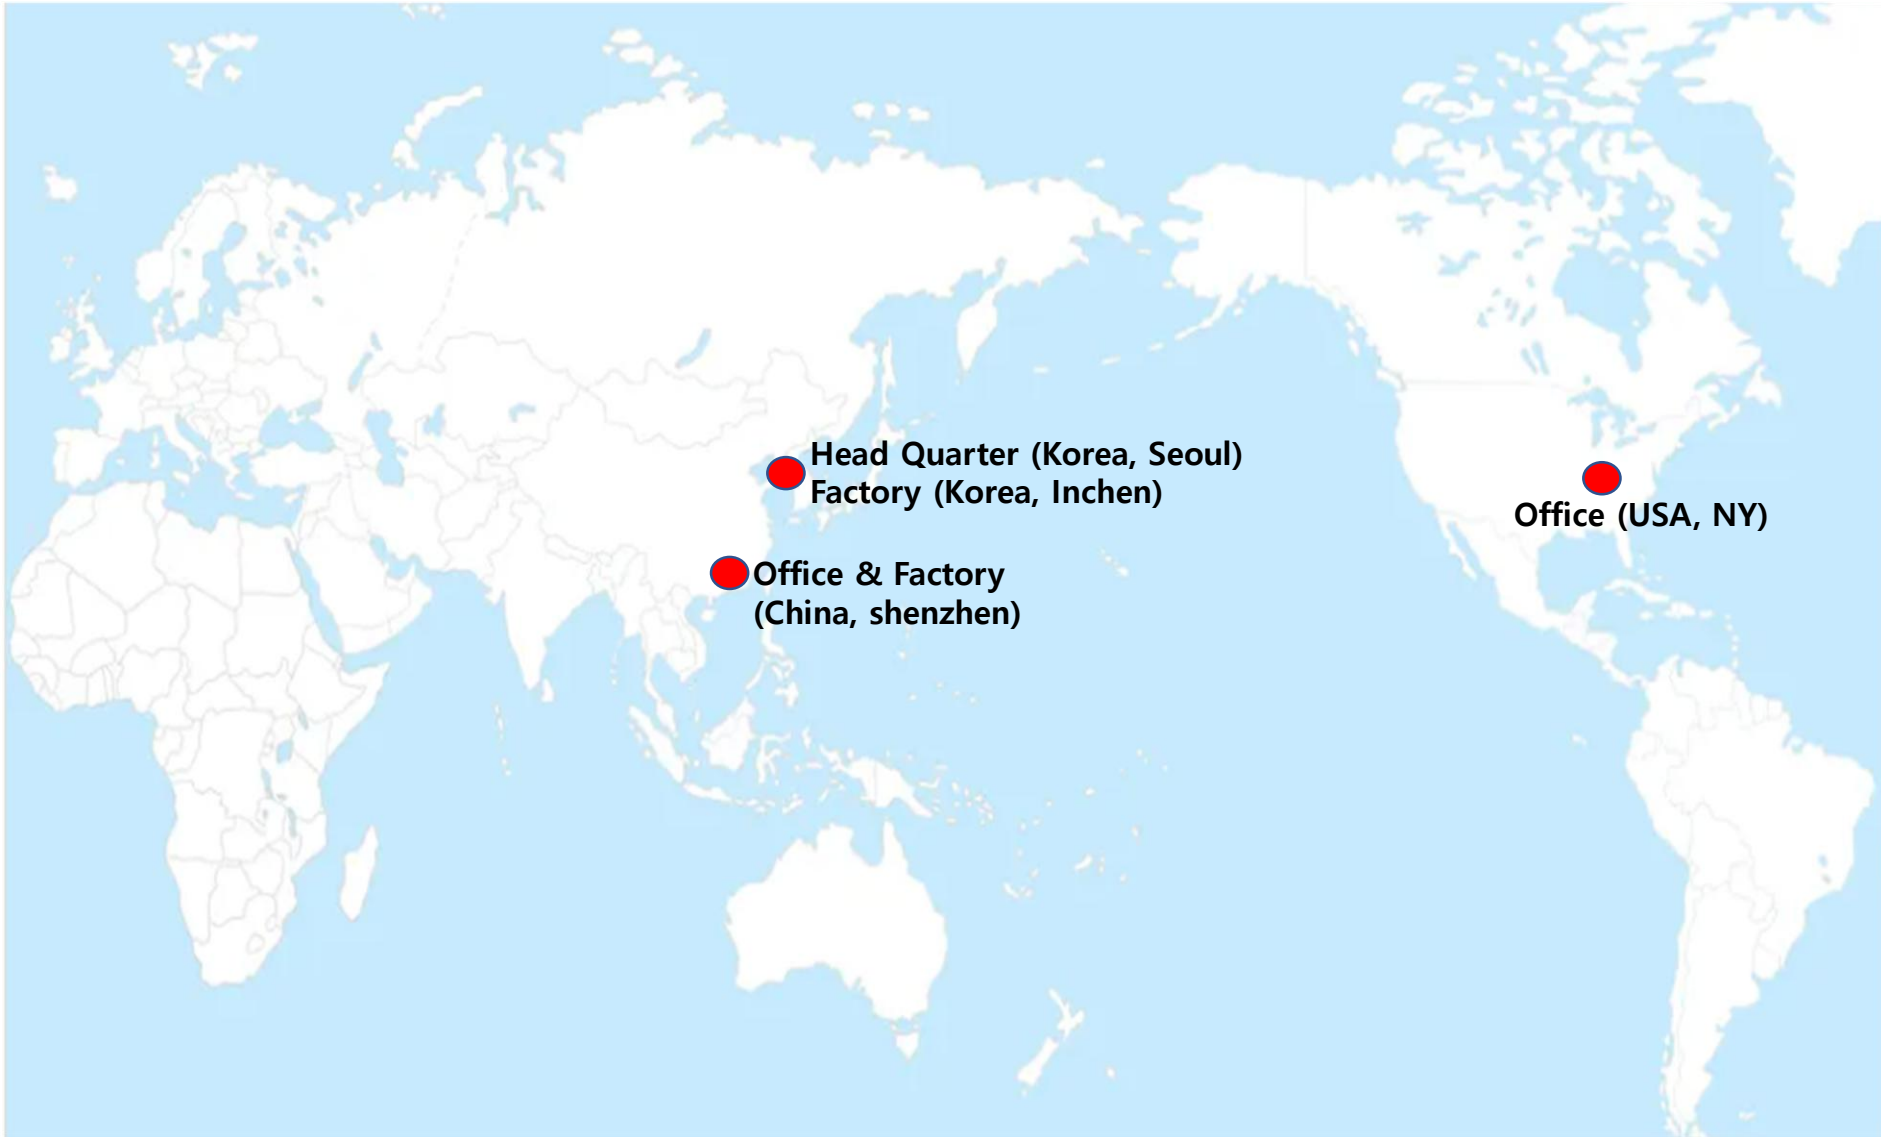 Head Quarter (Korea, Seoul)
Factory (Korea, Inchen)
Office (USA, NY)
Office & Factory
(China, shenzhen)